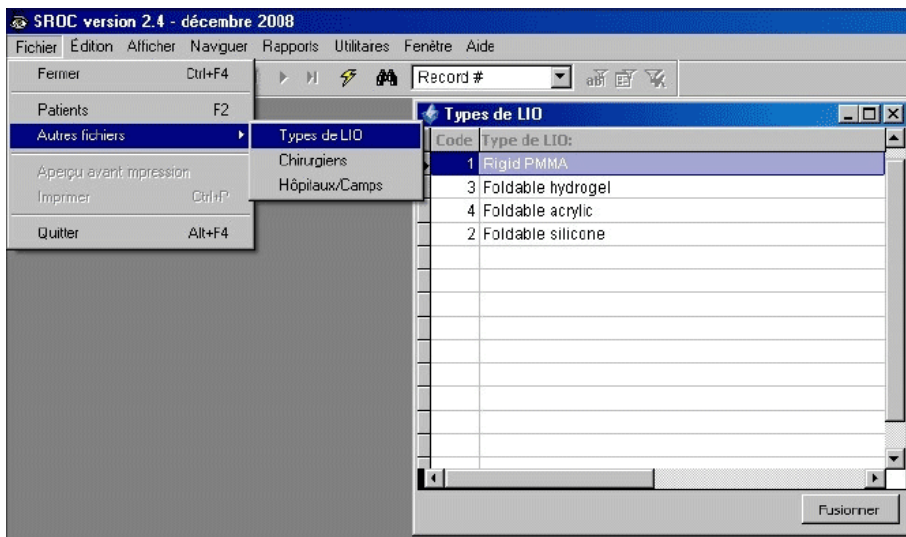 SROC version 2.4 - décembre 2008
Fichier Édition Afficher Naviguer Rapports Utilitaires Fenêtre Aide
Fermer Ctrl+F4
Patients F2
Autres fichiers
Aperçu avant impression
Imprimer Ctrl+P
Quitter Alt+F4
Types de LIO
Chirurgiens
Hôpitaux/Camps
Record #
Types de LIO
Code Type de LIO:
1 Rigid PMMA
3 Foldable hydrogel
4 Foldable acrylic
2 Foldable silicone
Fusionner